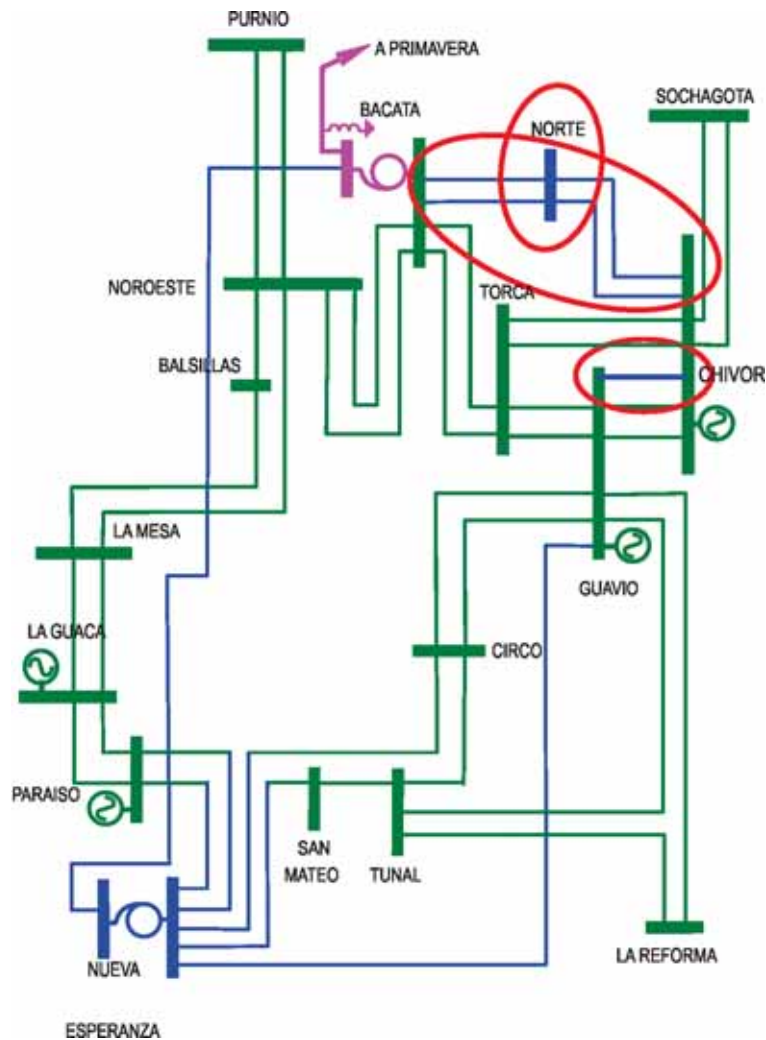 PURNIO
A PRIMAVERA
BACATA
NORTE
SOCHAGOTA
NOROESTE
TORCA
BALSILLAS
CHIVOR
LA MESA
GUAVIO
LA GUACA
CIRCO
PARAISO
SAN
MATEO
TUNAL
NUEVA
ESPERANZA
LA REFORMA